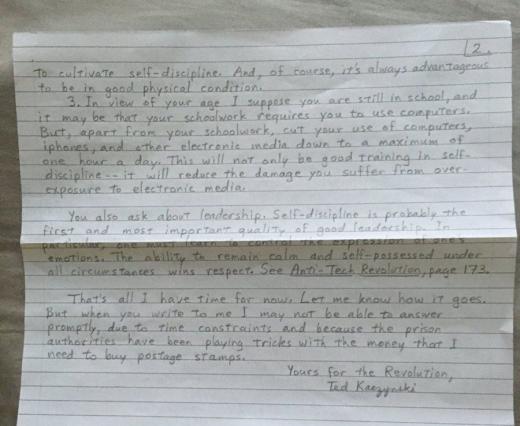 2.
to cultivate self-discipline. And, of course, it's always advantageous
to be in good physical condition.
3. In view of your age I suppose you are still in school, and
it may be that your schoolwork requires you to use computers.
But, apart from your schoolwork, cut your use of computers,
iphones, and other electronic media down to a maximum of
one hour a day. This will not only be good training in self-
discipline -- it will reduce the damage you suffer from over-
exposure to electronic media.
You also ask about leadership. Self-discipline is probably the
first and most important quality of good leadership. In
particular, one must learn to control the expression of one's
emotions. The ability to remain calm and self-possessed under
all circumstances wins respect. See Anti-Tech Revolution, page 173.
That's all I have time for now. Let me know how it goes.
But when you write to me I may not be able to answer
promptly, due to time constraints and because the prison
authorities have been playing tricks with the money that I
need to buy postage stamps.
Yours for the Revolution,
Ted Kaczynski